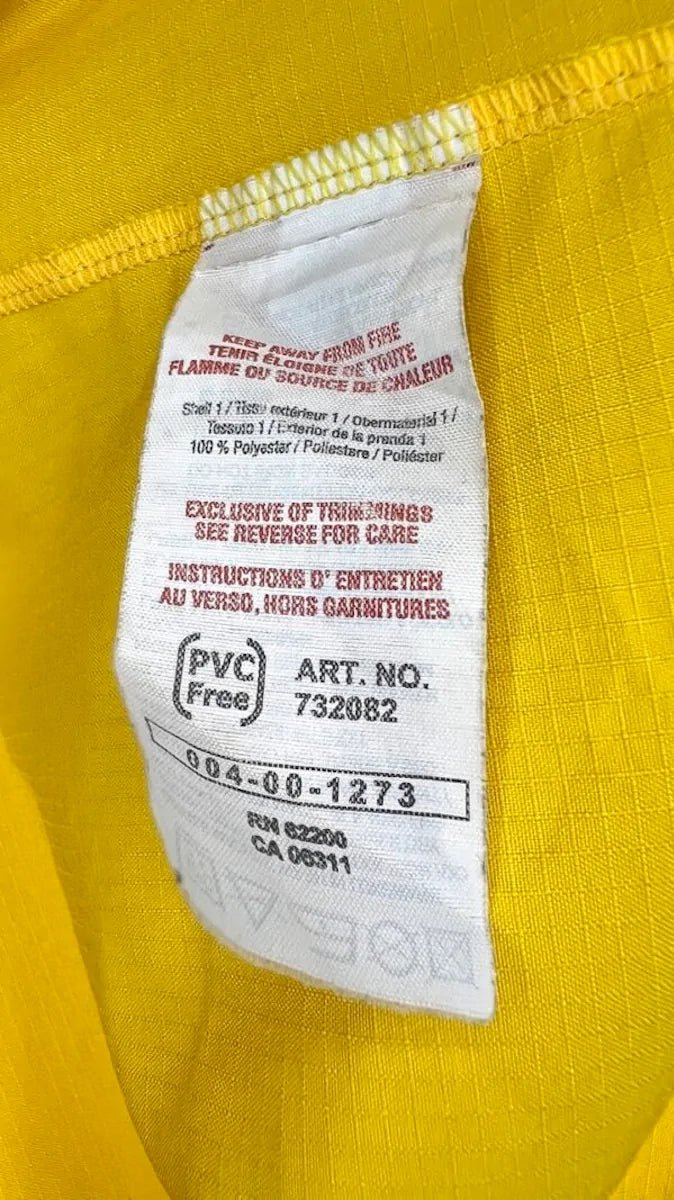 KEEP AWAY FROM FIRE
TENIR ÉLOIGNE DE TOUTE
FLAMME OU SOURCE DE CHALEUR
Shell 1 / Tissu extérieur 1 / Obermaterial 1 /
Tessuto 1 / Exterior de la prenda 1
100 % Polyester / Poliestere / Poliéster
EXCLUSIVE OF TRIMMINGS
SEE REVERSE FOR CARE
INSTRUCTIONS D' ENTRETIEN
AU VERSO, HORS GARNITURES
PVC
Free
ART. NO.
732082
004-00-1273
RN 62200
CA 06311